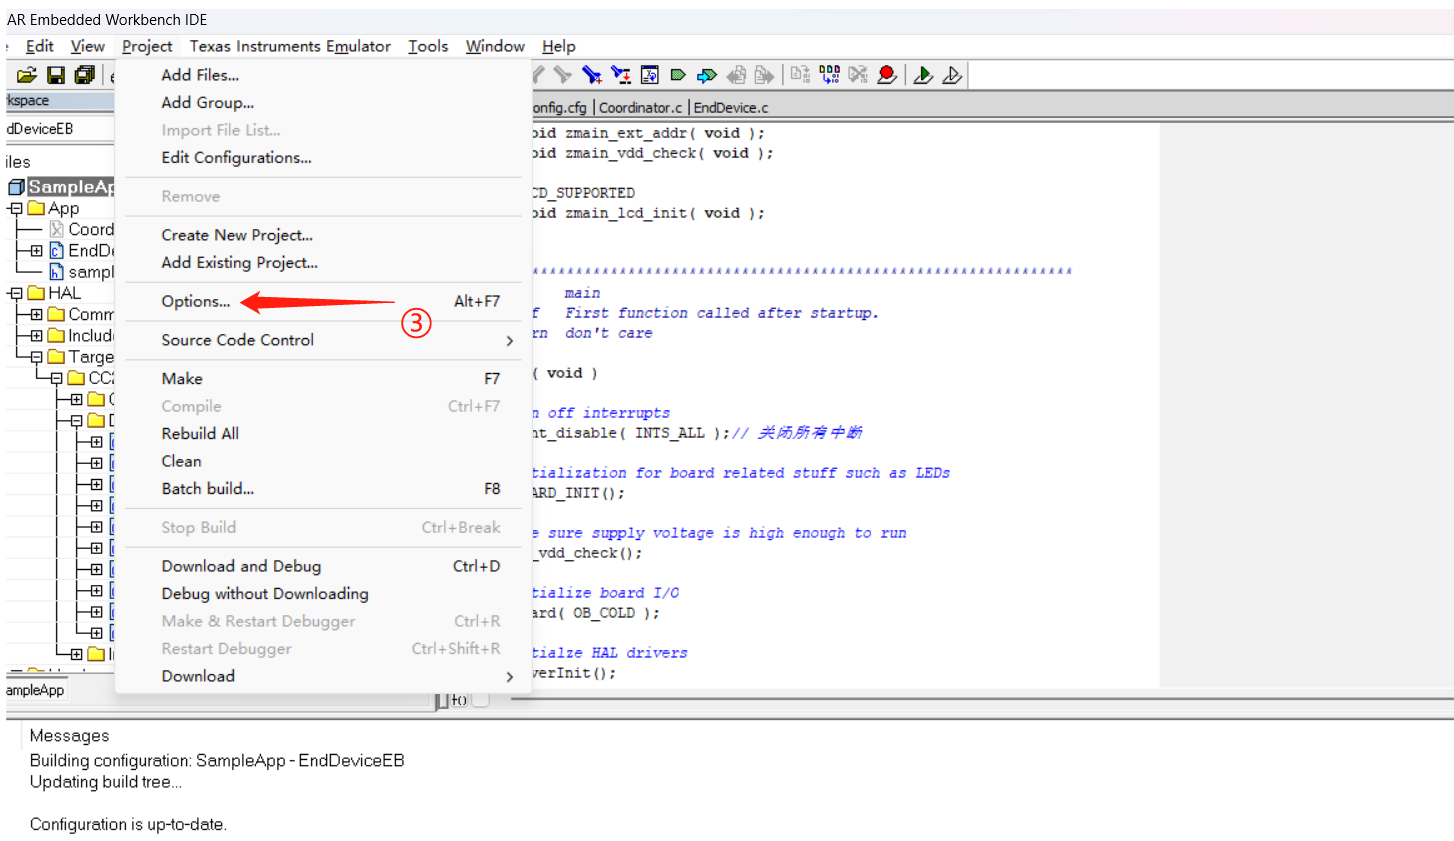 AR Embedded Workbench IDE
Edit View Project Texas Instruments Emulator Tools Window Help
Add Files...
kspace
Add Group...
onfig.cfg Coordinator.c EndDevice.c
dDeviceEB
Import File List...
oid zmain_ext_addr( void );
Edit Configurations...
oid zmain_vdd_check( void );
iles
SampleAp
Remove
CD_SUPPORTED
App
oid zmain_lcd_init( void );
Coord
Create New Project...
EndDe
Add Existing Project...
sampl
*************************************************************
HAL
Options... Alt+F7
main
Comm
③
f First function called after startup.
Includ
Source Code Control
rn don't care
Targe
CC2
Make F7
( void )
Compile Ctrl+F7
n off interrupts
Rebuild All
nt_disable( INTS_ALL );// 关闭所有中断
Clean
tialization for board related stuff such as LEDs
Batch build... F8
ARD_INIT();
Stop Build Ctrl+Break
e sure supply voltage is high enough to run
_vdd_check();
Download and Debug Ctrl+D
Debug without Downloading
tialize board I/O
Make & Restart Debugger Ctrl+R
ard( OB_COLD );
Restart Debugger Ctrl+Shift+R
tialze HAL drivers
Download
verInit();
ampleApp
f()
Messages
Building configuration: SampleApp - EndDeviceEB
Updating build tree...
Configuration is up-to-date.